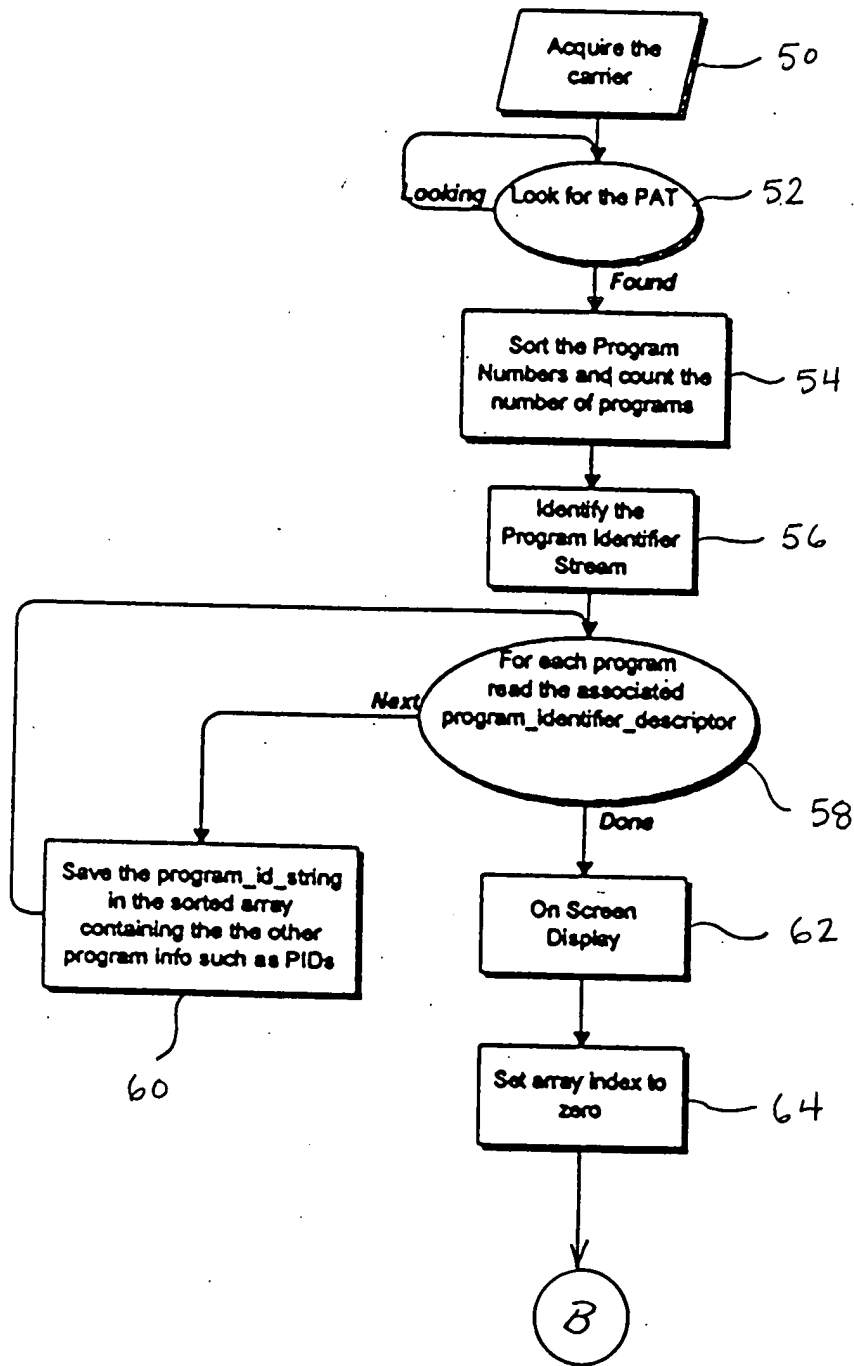 Acquire the
carrier
50
Looking
Look for the PAT
52
Found
Sort the Program
Numbers and count the
number of programs
54
Identify the
Program Identifier
Stream
56
For each program
read the associated
program_identifier_descriptor
Next
58
Done
Save the program_id_string
in the sorted array
containing the the other
program info such as PIDs
60
On Screen
Display
62
Set array index to
zero
64
B